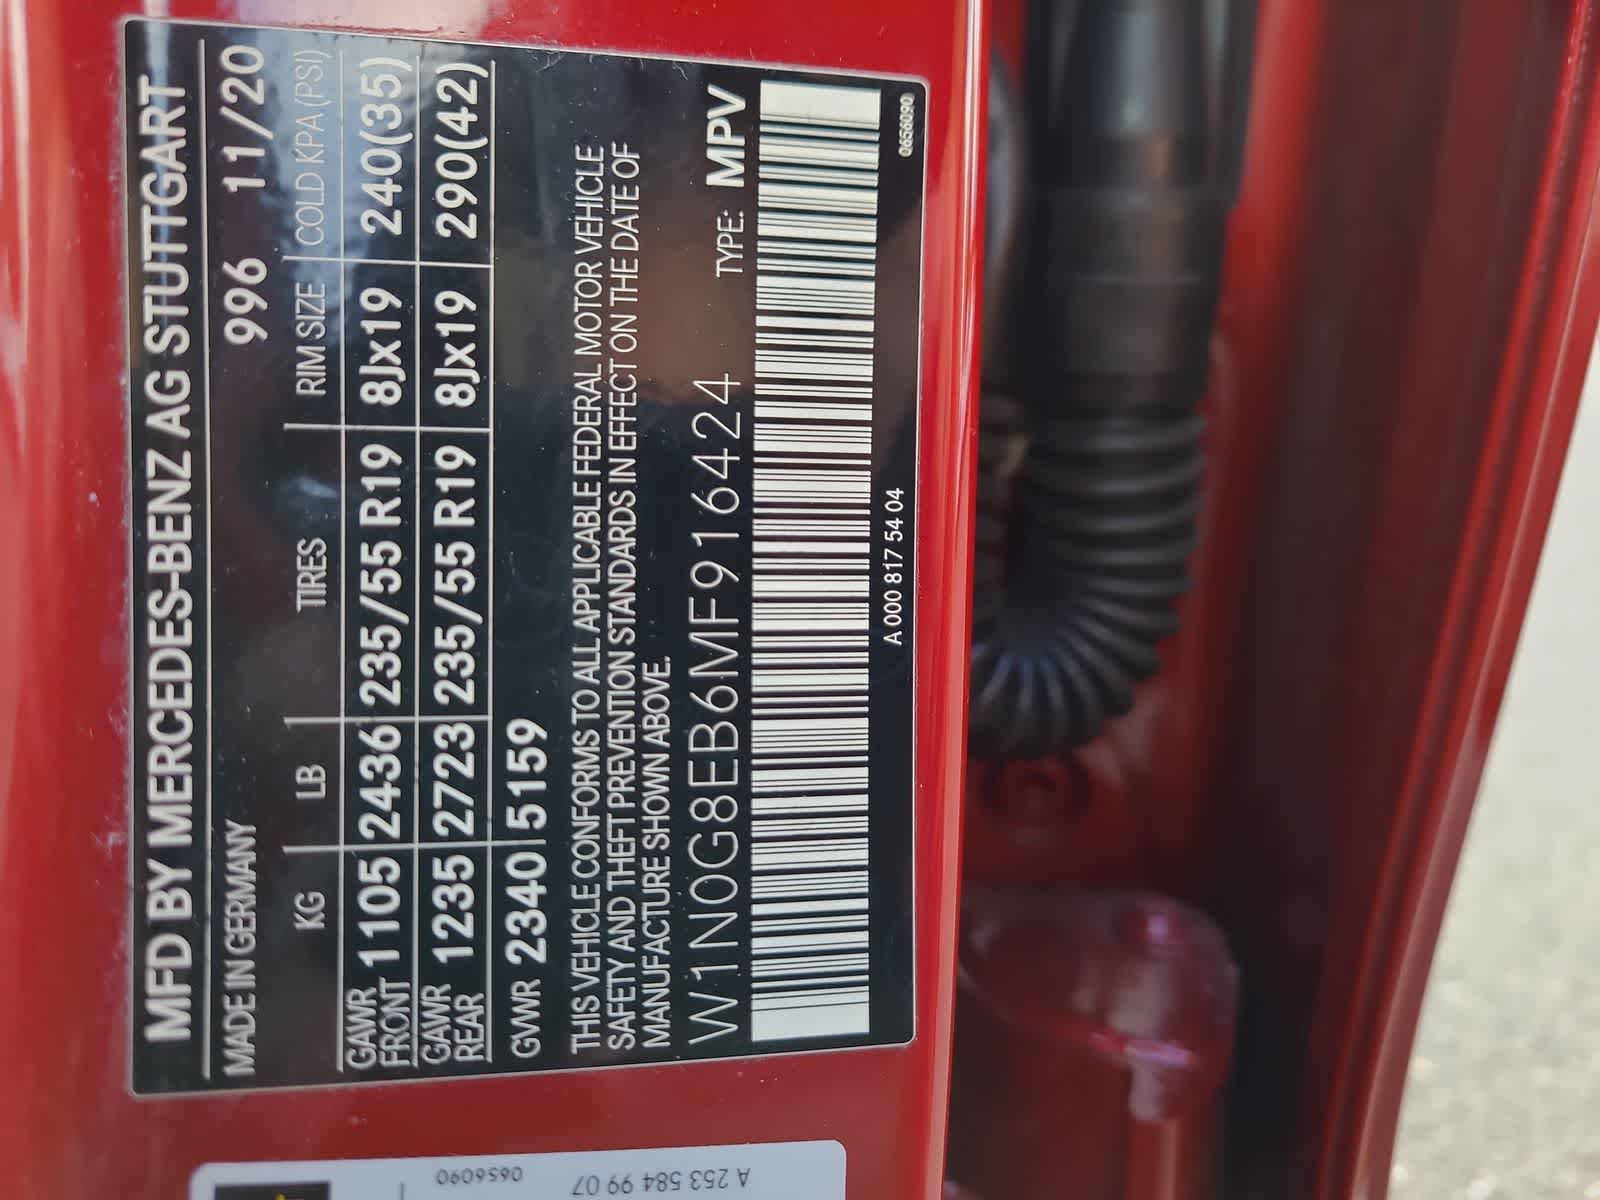 MFD BY MERCEDES-BENZ AG STUTTGART
MADE IN GERMANY 996 11/20
KG LB TIRES RIM SIZE COLD KPA (PSI)
GAWR FRONT 1105 2436 235/55 R19 8Jx19 240(35)
GAWR REAR 1235 2723 235/55 R19 8Jx19 290(42)
GVWR 2340 5159
THIS VEHICLE CONFORMS TO ALL APPLICABLE FEDERAL MOTOR VEHICLE
SAFETY AND THEFT PREVENTION STANDARDS IN EFFECT ON THE DATE OF
MANUFACTURE SHOWN ABOVE.
W1N0G8EB6MF916424 TYPE: MPV
A 000 817 54 04
0656090
0656090
A 253 584 99 07